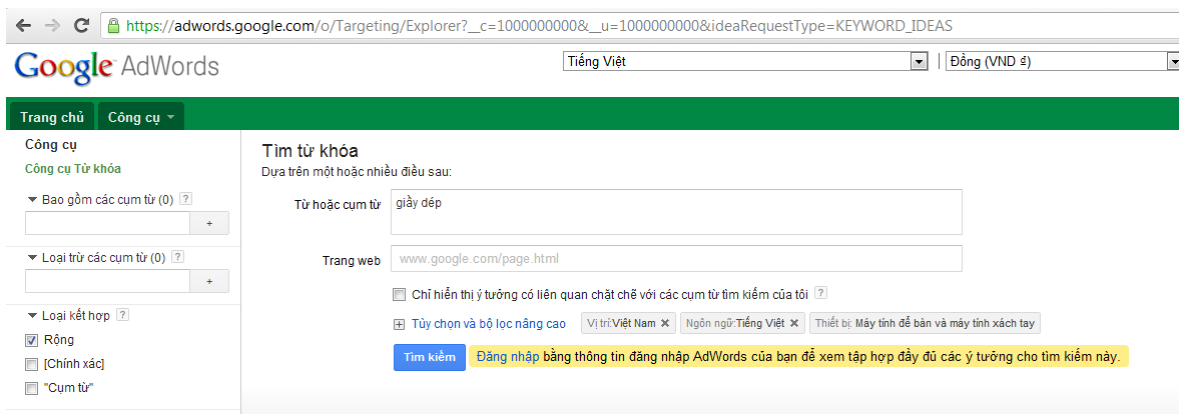 https://adwords.google.com/o/Targeting/Explorer?__c=1000000000&__u=1000000000&ideaRequestType=KEYWORD_IDEAS
Google AdWords
Tiếng Việt | Đồng (VND ₫)
Trang chủ Công cụ
Công cụ
Công cụ Từ khóa
Bao gồm các cụm từ (0) ?
+
Loại trừ các cụm từ (0) ?
+
Loại kết hợp ?
Rộng
[Chính xác]
"Cụm từ"
Tìm từ khóa
Dựa trên một hoặc nhiều điều sau:
Từ hoặc cụm từ giầy dép
Trang web www.google.com/page.html
Chỉ hiển thị ý tưởng có liên quan chặt chẽ với các cụm từ tìm kiếm của tôi ?
Tùy chọn và bộ lọc nâng cao Vị trí:Việt Nam × Ngôn ngữ:Tiếng Việt × Thiết bị: Máy tính để bàn và máy tính xách tay
Tìm kiếm Đăng nhập bằng thông tin đăng nhập AdWords của bạn để xem tập hợp đầy đủ các ý tưởng cho tìm kiếm này.